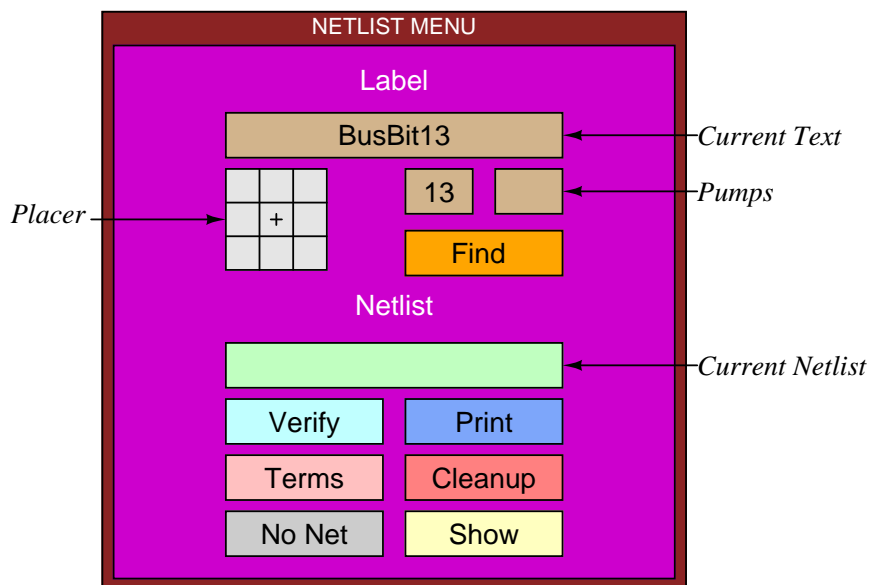 NETLIST MENU
Label
BusBit13
Current Text
13
Pumps
Placer
+
Find
Netlist
Current Netlist
Verify
Print
Terms
Cleanup
No Net
Show